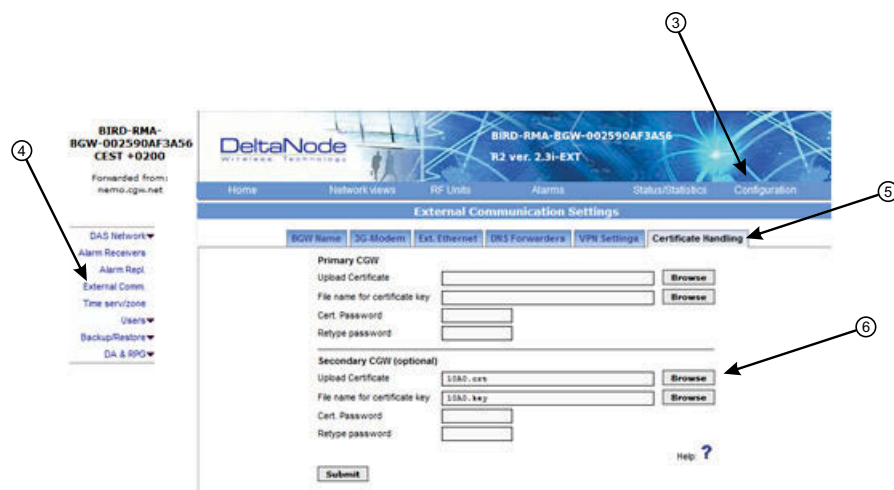 ③
BIRD-RMA-
BGW-002590AF3A56
CEST +0200
Forwarded from:
nemo.cgw.net
④
DeltaNode
Wireless Technology
BIRD-RMA-BGW-002590AF3A56
R2 ver. 2.3i-EXT
Home Network views RF Units Alarms Status/Statistics Configuration
⑤
External Communication Settings
BGW Name 3G-Modem Ext. Ethernet DNS Forwarders VPN Settings Certificate Handling
DAS Network
Alarm Receivers
Alarm Repl.
External Comm.
Time serv/zone
Users
Backup/Restore
DA & RPG
Primary CGW
Upload Certificate Browse
File name for certificate key Browse
Cert. Password
Retype password
⑥
Secondary CGW (optional)
Upload Certificate 10A0.crt Browse
File name for certificate key 10A0.key Browse
Cert. Password
Retype password
Help: ?
Submit